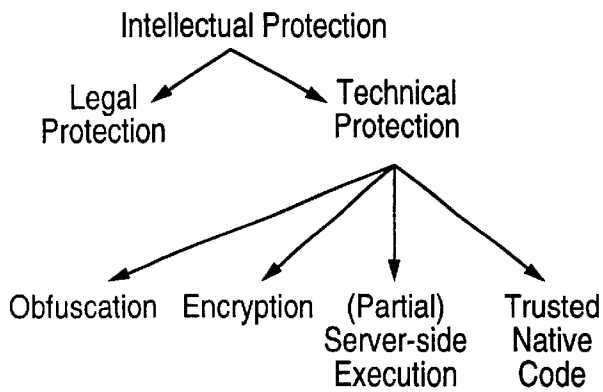 Intellectual Protection
Legal
Protection
Technical
Protection
Obfuscation
Encryption
(Partial)
Server-side
Execution
Trusted
Native
Code